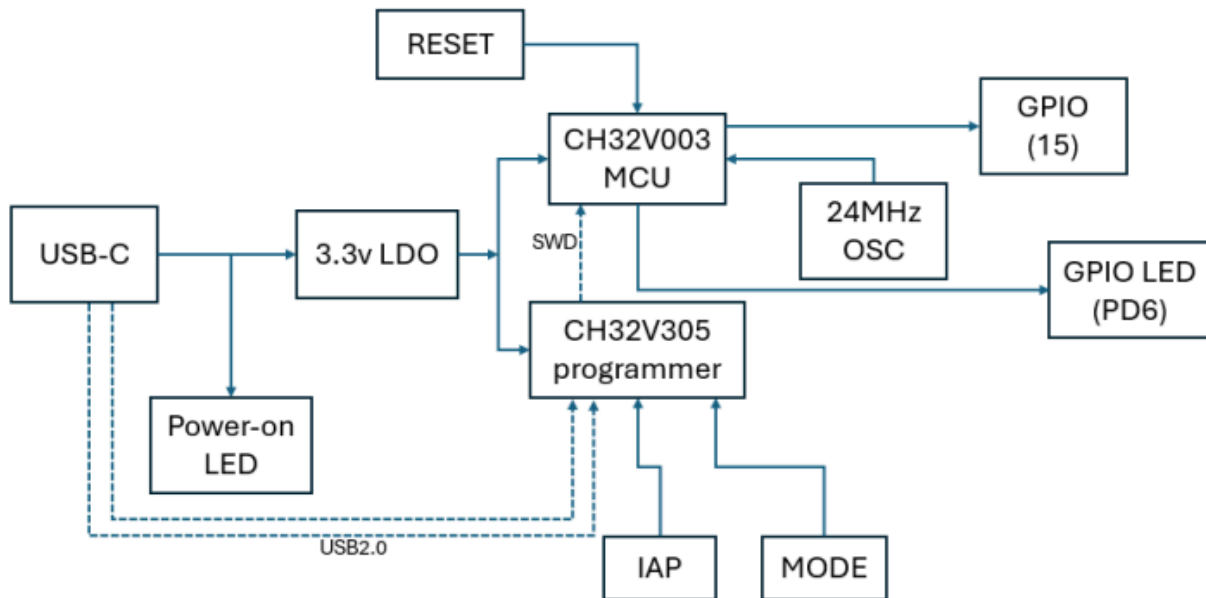 RESET
CH32V003
MCU
GPIO
(15)
24MHz
OSC
USB-C
3.3v LDO
SWD
GPIO LED
(PD6)
CH32V305
programmer
Power-on
LED
USB2.0
IAP
MODE